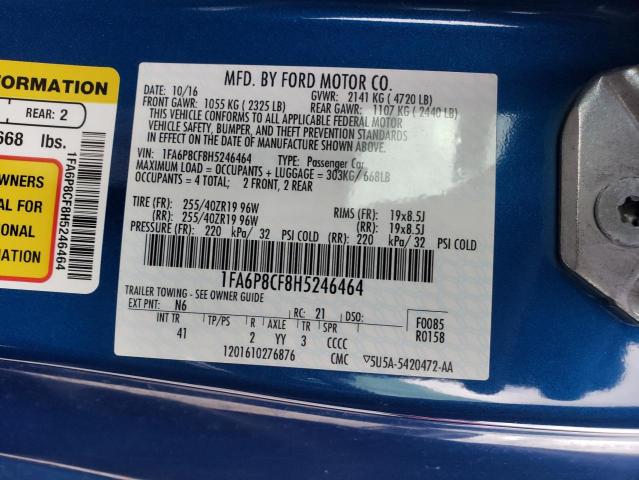 FORMATION
REAR: 2
668 lbs.
WNERS
AL FOR
IONAL
MATION
1FA6P8CF8H5246464
MFD. BY FORD MOTOR CO.
DATE: 10/16 GVWR: 2141 KG ( 4720 LB)
FRONT GAWR: 1055 KG ( 2325 LB) REAR GAWR: 1107 KG ( 2440 LB)
THIS VEHICLE CONFORMS TO ALL APPLICABLE FEDERAL MOTOR
VEHICLE SAFETY, BUMPER, AND THEFT PREVENTION STANDARDS
IN EFFECT ON THE DATE OF MANUFACTURE SHOWN ABOVE.
VIN: 1FA6P8CF8H5246464 TYPE: Passenger Car
MAXIMUM LOAD = OCCUPANTS + LUGGAGE = 303KG/668LB
OCCUPANTS = 4 TOTAL; 2 FRONT, 2 REAR
TIRE (FR): 255/40ZR19 96W RIMS (FR): 19x8.5J
(RR): 255/40ZR19 96W (RR): 19x8.5J
PRESSURE (FR): 220 kPa/ 32 PSI COLD (RR): 220 kPa/ 32 PSI COLD
1FA6P8CF8H5246464
TRAILER TOWING - SEE OWNER GUIDE
EXT PNT: N6 RC: 21 DSO: F0085
INT TR TP/PS R AXLE TR SPR R0158
41 2 YY 3 CCCC
1201610276876 CMC ▽5U5A-5420472-AA